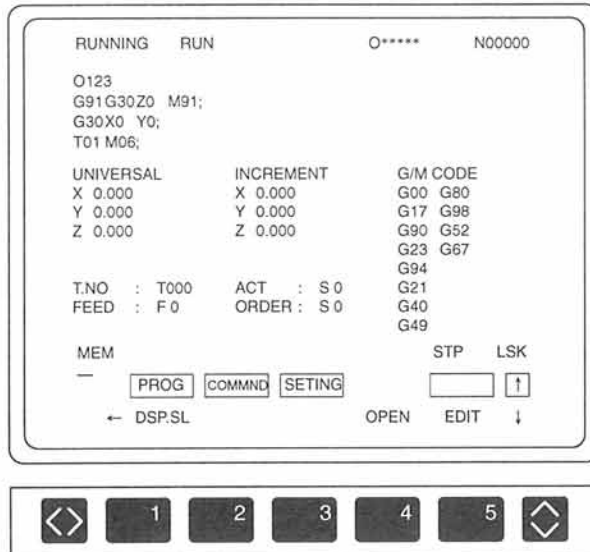 RUNNING RUN O***** N00000
O123
G91G30Z0 M91;
G30X0 Y0;
T01 M06;
UNIVERSAL INCREMENT G/M CODE
X 0.000 X 0.000 G00 G80
Y 0.000 Y 0.000 G17 G98
Z 0.000 Z 0.000 G90 G52
G23 G67
G94
T.NO : T000 ACT : S 0 G21
FEED : F 0 ORDER : S 0 G40
G49
MEM STP LSK
PROG COMMND SETING ↑
← DSP.SL OPEN EDIT ↓
1 2 3 4 5